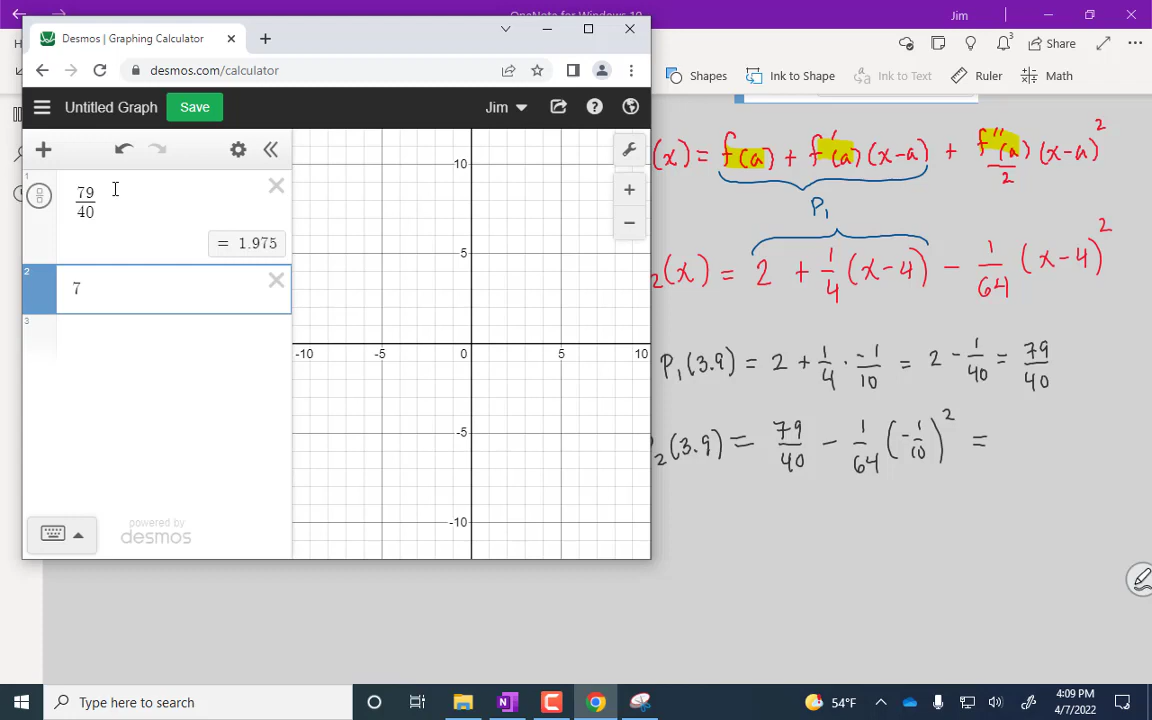 OneNote for Windows 10
Jim
Desmos | Graphing Calculator
desmos.com/calculator
Share
Shapes
Ink to Shape
Ink to Text
Ruler
Math
Untitled Graph
Save
Jim
1
79/40
= 1.975
2
7
3
10
5
-10
-5
0
5
10
-5
-10
powered by
desmos
(x) = f(a) + f'(a)(x-a) + f''(a)/2 (x-a)^2
P₁
₂(x) = 2 + 1/4 (x-4) - 1/64 (x-4)^2
P₁(3.9) = 2 + 1/4 · -1/10 = 2 - 1/40 = 79/40
P₂(3.9) = 79/40 - 1/64 (-1/10)^2 =
Type here to search
54°F
4:09 PM
4/7/2022
3